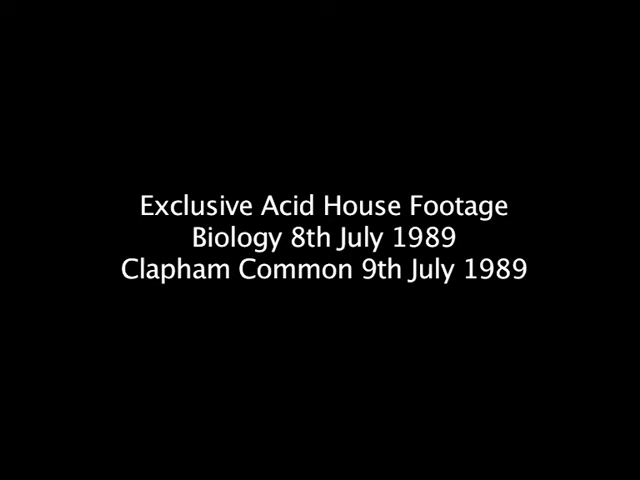 Exclusive Acid House Footage
Biology 8th July 1989
Clapham Common 9th July 1989